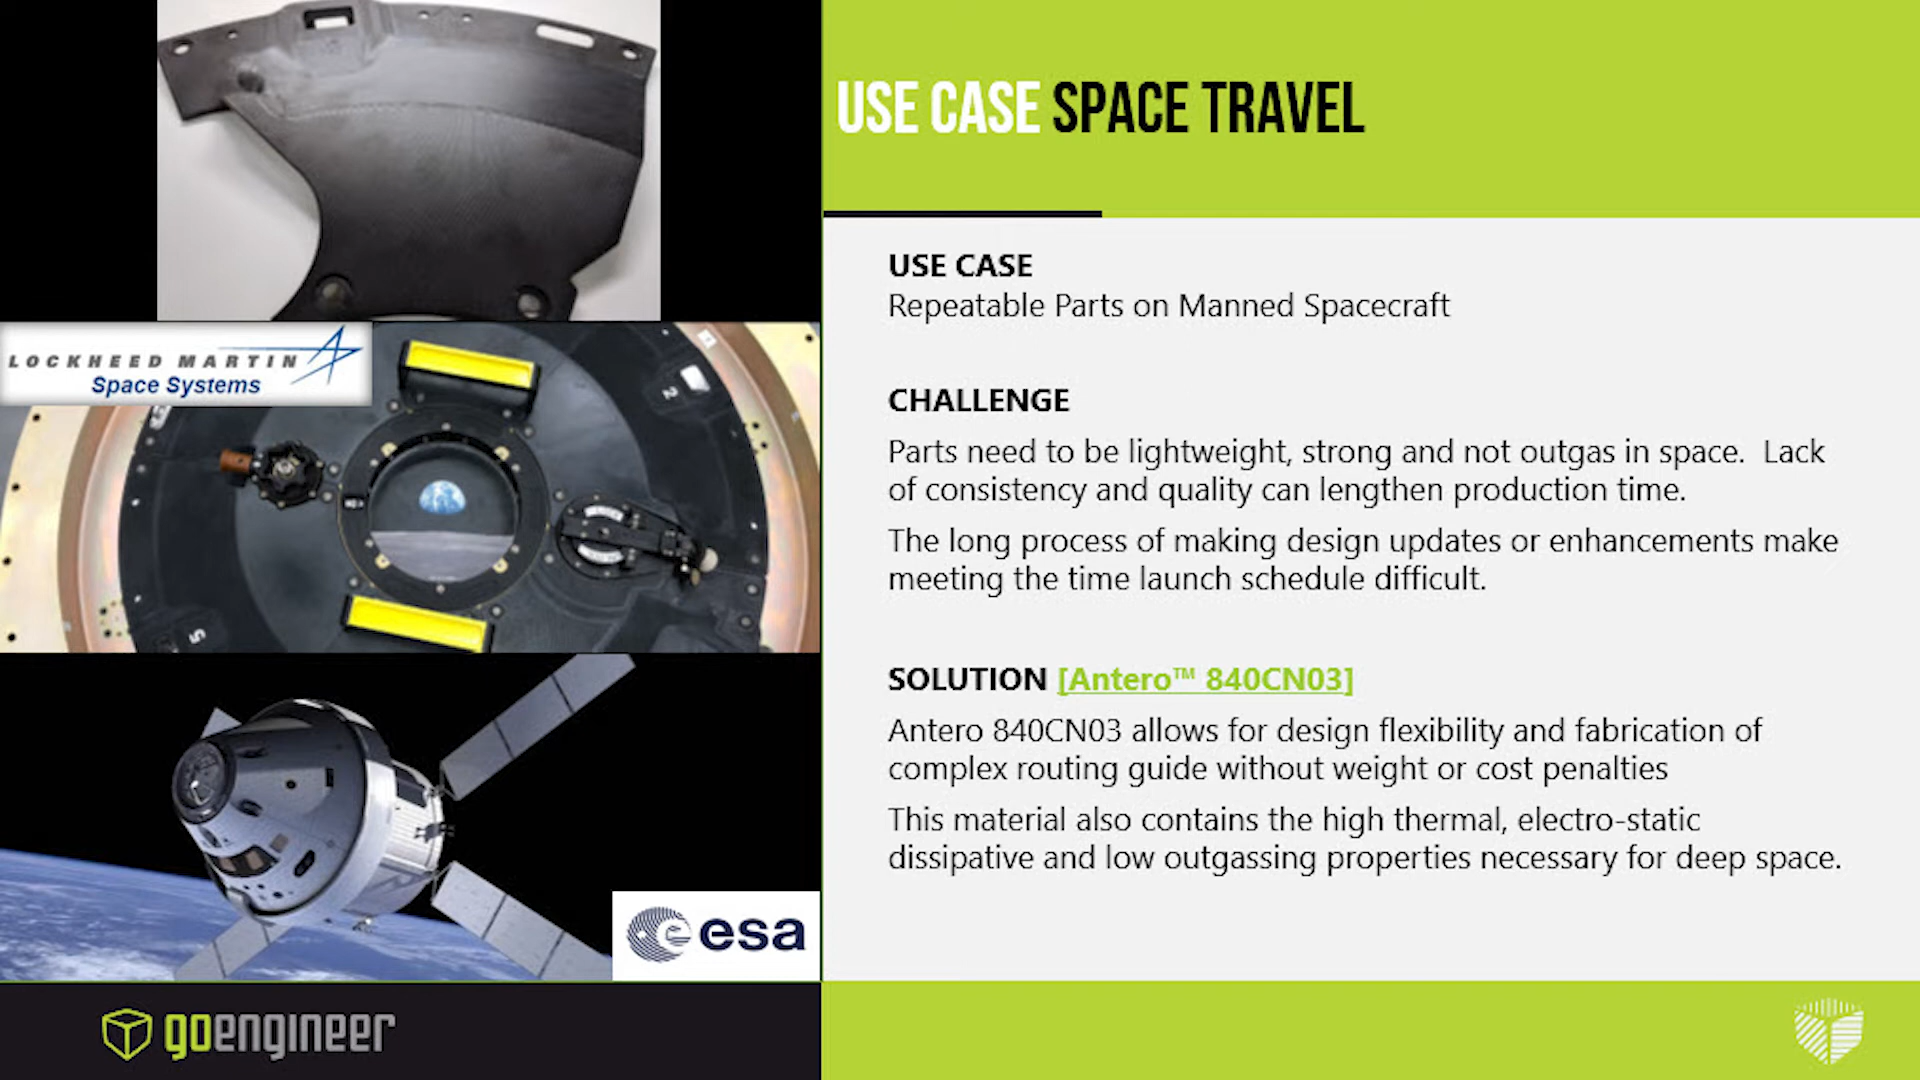 LOCKHEED MARTIN
Space Systems
2
5
esa
goengineer
USE CASE SPACE TRAVEL
USE CASE
Repeatable Parts on Manned Spacecraft
CHALLENGE
Parts need to be lightweight, strong and not outgas in space. Lack
of consistency and quality can lengthen production time.
The long process of making design updates or enhancements make
meeting the time launch schedule difficult.
SOLUTION [Antero™ 840CN03]
Antero 840CN03 allows for design flexibility and fabrication of
complex routing guide without weight or cost penalties
This material also contains the high thermal, electro-static
dissipative and low outgassing properties necessary for deep space.